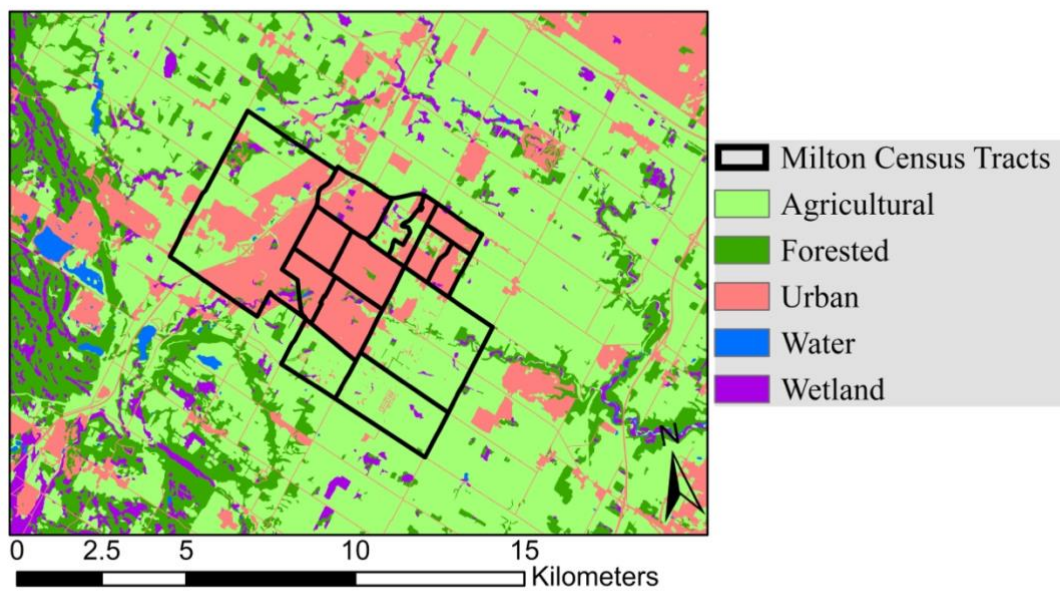 Milton Census Tracts
Agricultural
Forested
Urban
Water
Wetland
N
0 2.5 5 10 15
Kilometers